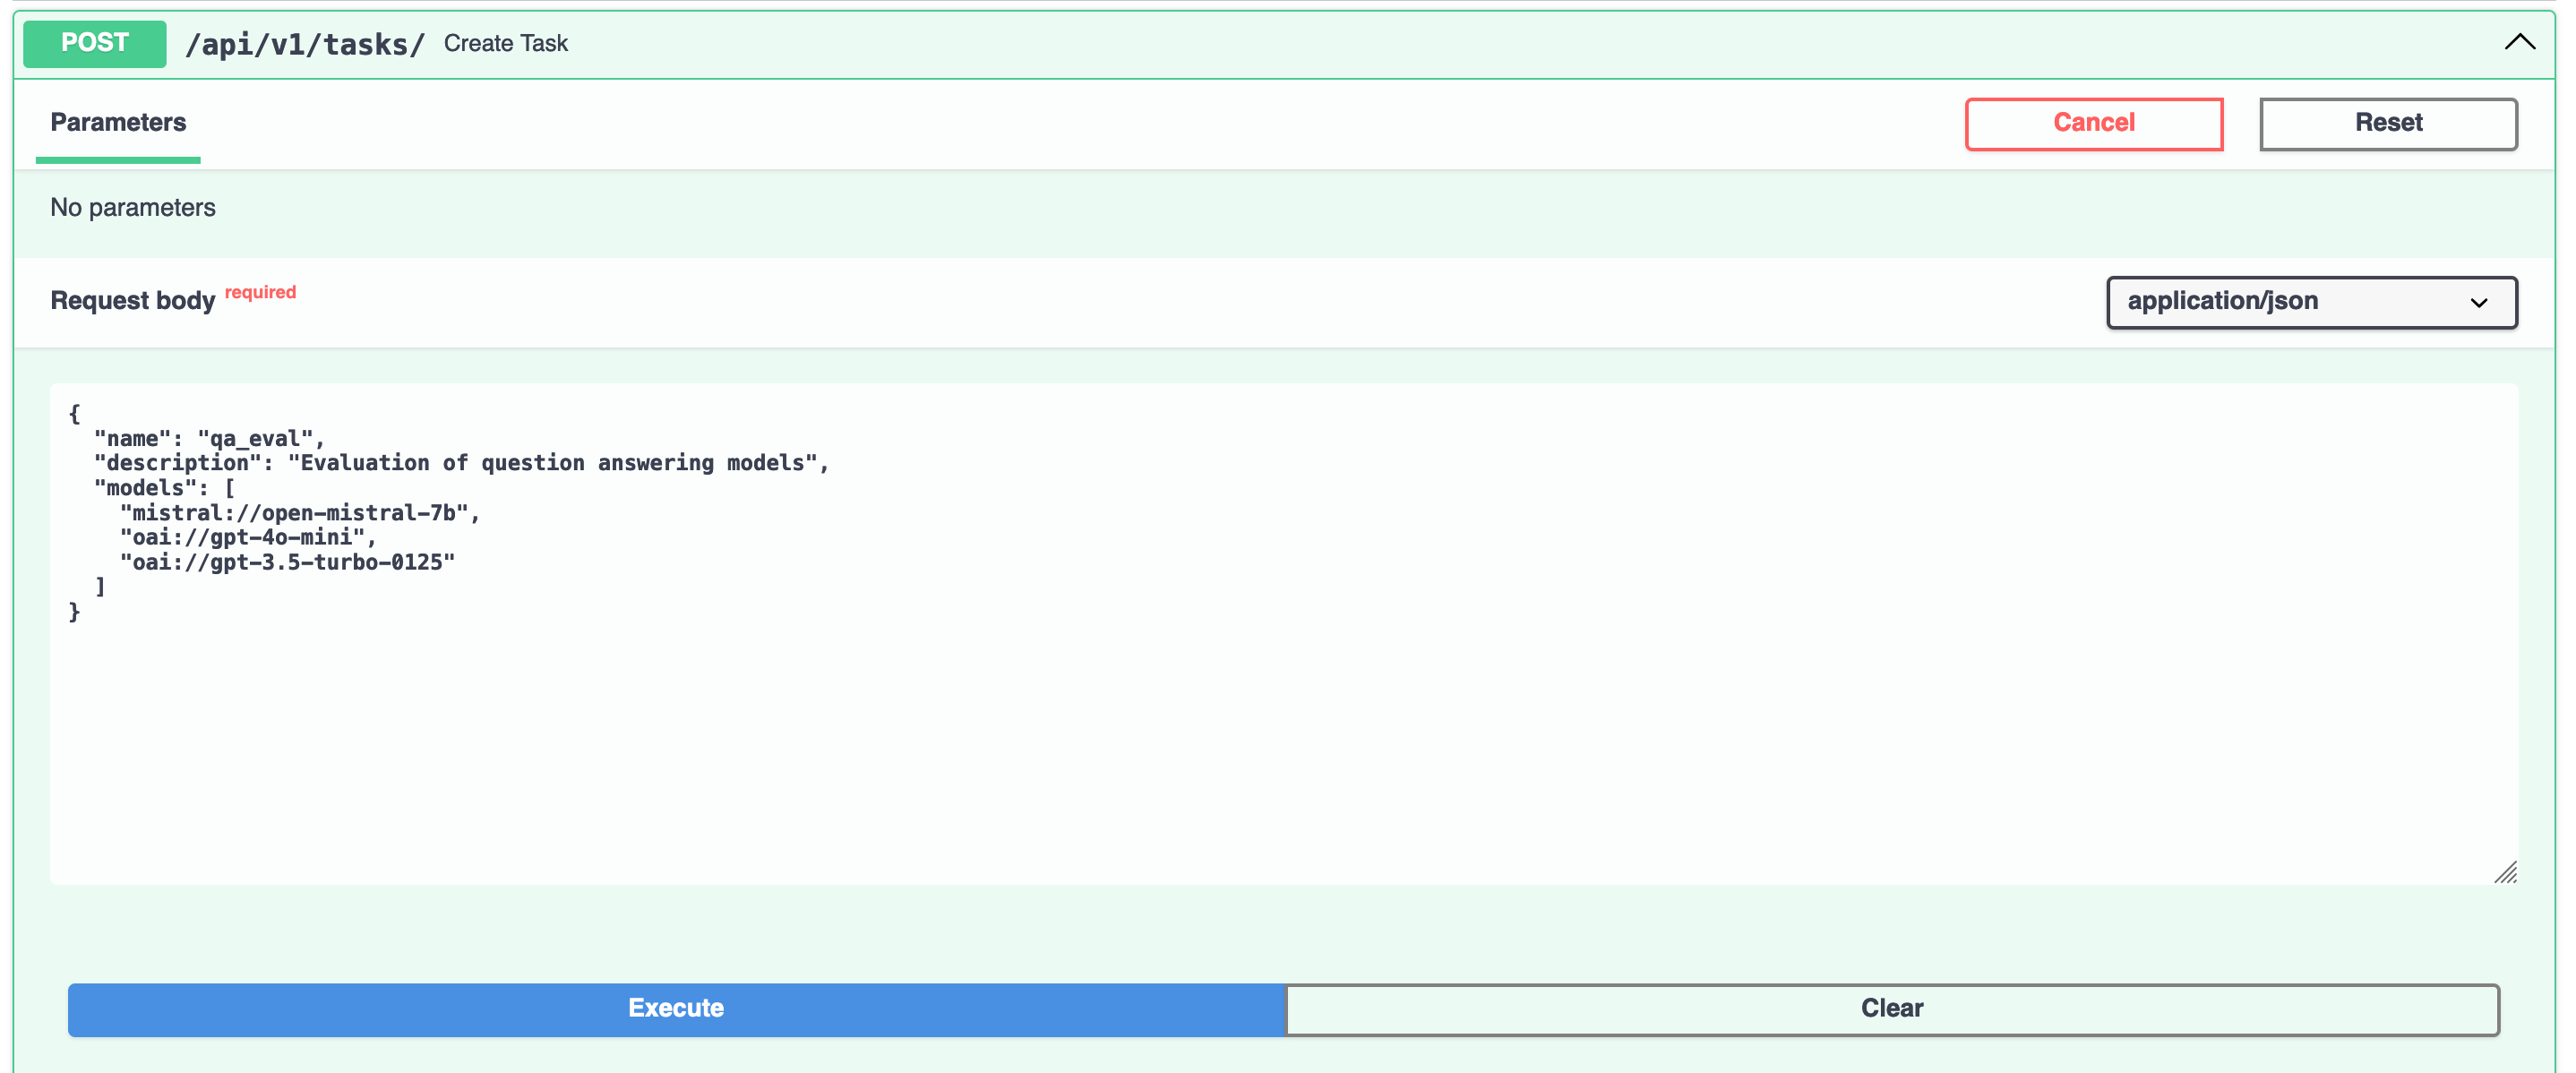 POST /api/v1/tasks/ Create Task
Parameters
Cancel
Reset
No parameters
Request body required
application/json
{
  "name": "qa_eval",
  "description": "Evaluation of question answering models",
  "models": [
    "mistral://open-mistral-7b",
    "oai://gpt-4o-mini",
    "oai://gpt-3.5-turbo-0125"
  ]
}
Execute
Clear